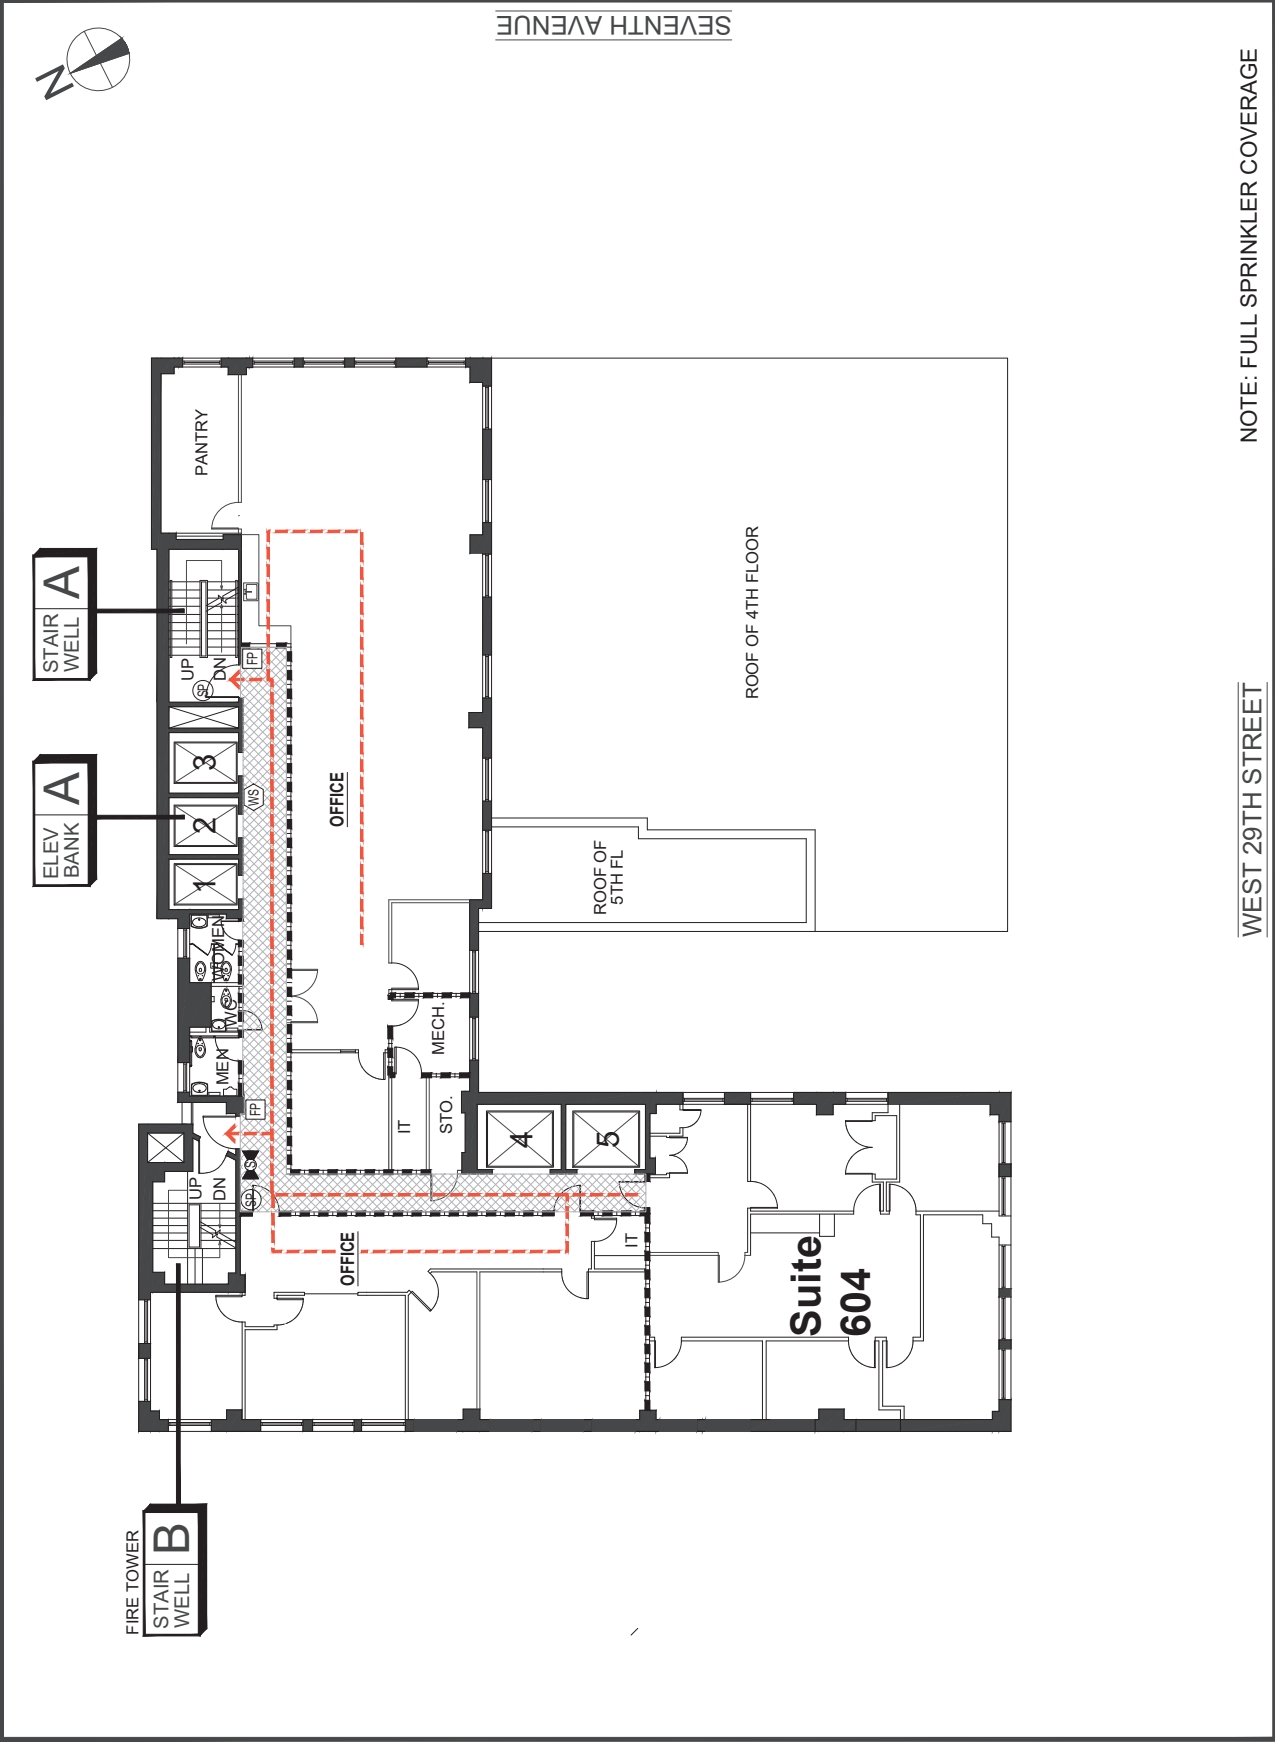 SEVENTH AVENUE
N
NOTE: FULL SPRINKLER COVERAGE
WEST 29TH STREET
STAIR
WELL
A
ELEV
BANK
A
FIRE TOWER
STAIR
WELL
B
PANTRY
UP
DN
SP
FP
3
2
1
WS
WOMEN
WC
MEN
FP
OFFICE
MECH.
IT
STO.
4
5
UP
DN
SP
S
OFFICE
IT
Suite
604
ROOF OF 4TH FLOOR
ROOF OF
5TH FL